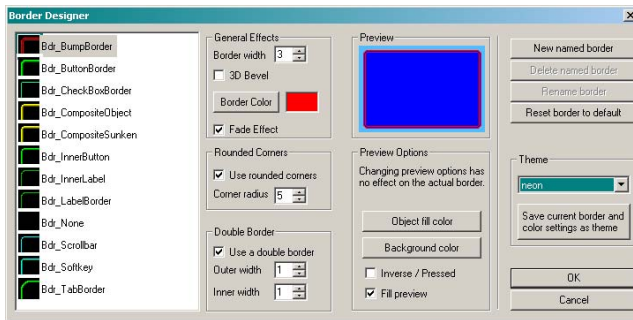 Border Designer
Bdr_BumpBorder
Bdr_ButtonBorder
Bdr_CheckBoxBorder
Bdr_CompositeObject
Bdr_CompositeSunken
Bdr_InnerButton
Bdr_InnerLabel
Bdr_LabelBorder
Bdr_None
Bdr_Scrollbar
Bdr_Softkey
Bdr_TabBorder
General Effects
Border width 3
3D Bevel
Border Color
Fade Effect
Rounded Corners
Use rounded corners
Corner radius 5
Double Border
Use a double border
Outer width 1
Inner width 1
Preview
Preview Options
Changing preview options has
no effect on the actual border.
Object fill color
Background color
Inverse / Pressed
Fill preview
New named border
Delete named border
Rename border
Reset border to default
Theme
neon
Save current border and
color settings as theme
OK
Cancel